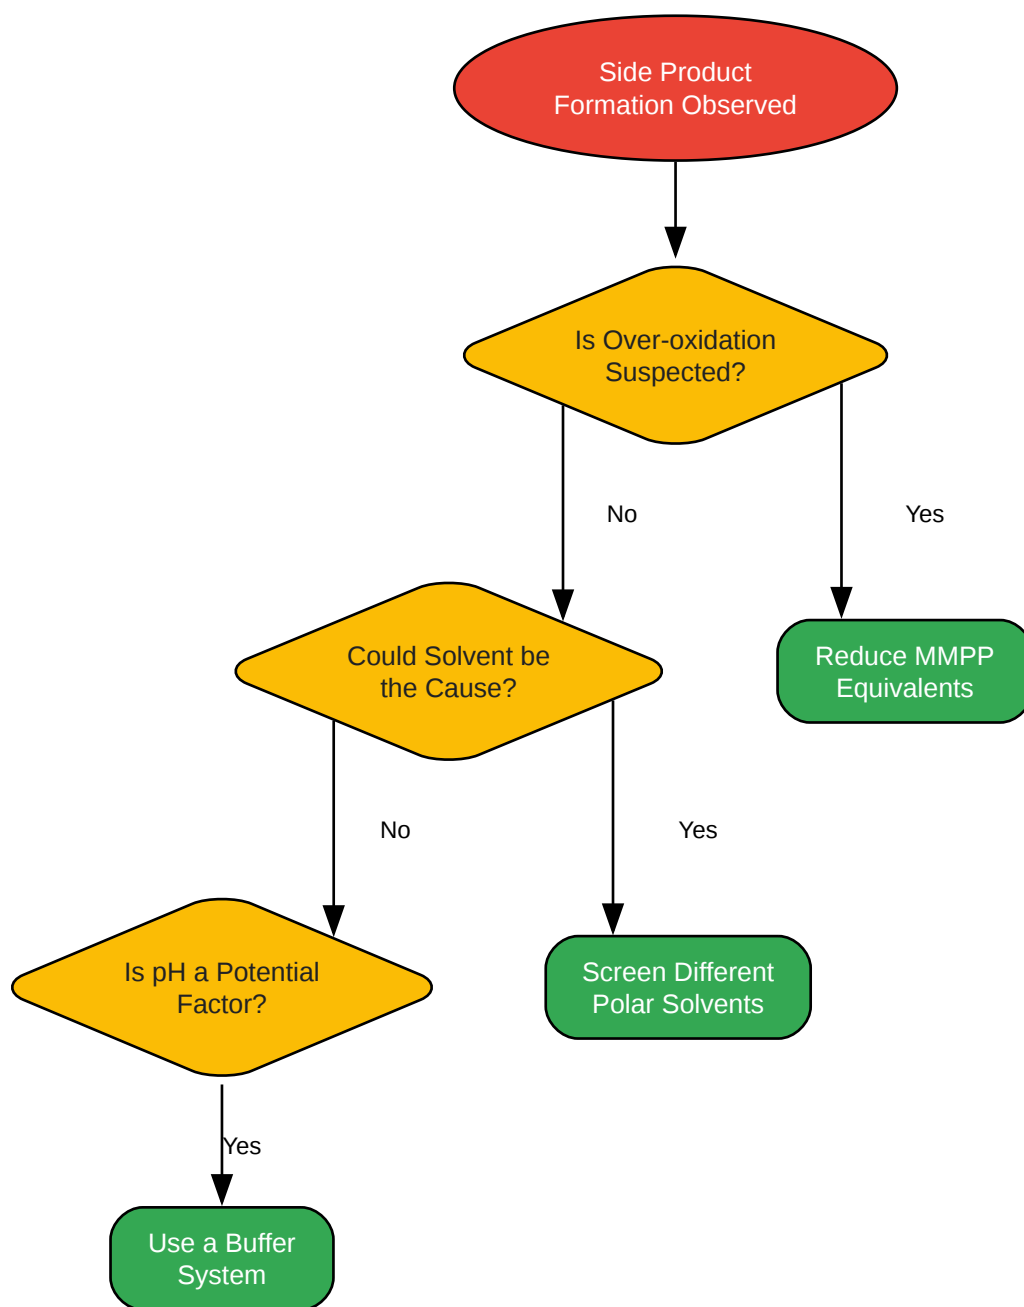 Side Product
Formation Observed
Is Over-oxidation
Suspected?
No
Yes
Could Solvent be
the Cause?
Reduce MMPP
Equivalents
No
Yes
Is pH a Potential
Factor?
Screen Different
Polar Solvents
Yes
Use a Buffer
System